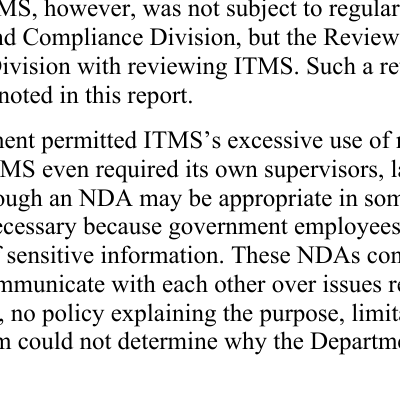 MS, however, was not subject to regular
nd Compliance Division, but the Review
Division with reviewing ITMS. Such a re
noted in this report.
ment permitted ITMS's excessive use of
MS even required its own supervisors, la
ough an NDA may be appropriate in som
ecessary because government employees
f sensitive information. These NDAs con
mmunicate with each other over issues re
, no policy explaining the purpose, limita
m could not determine why the Departme